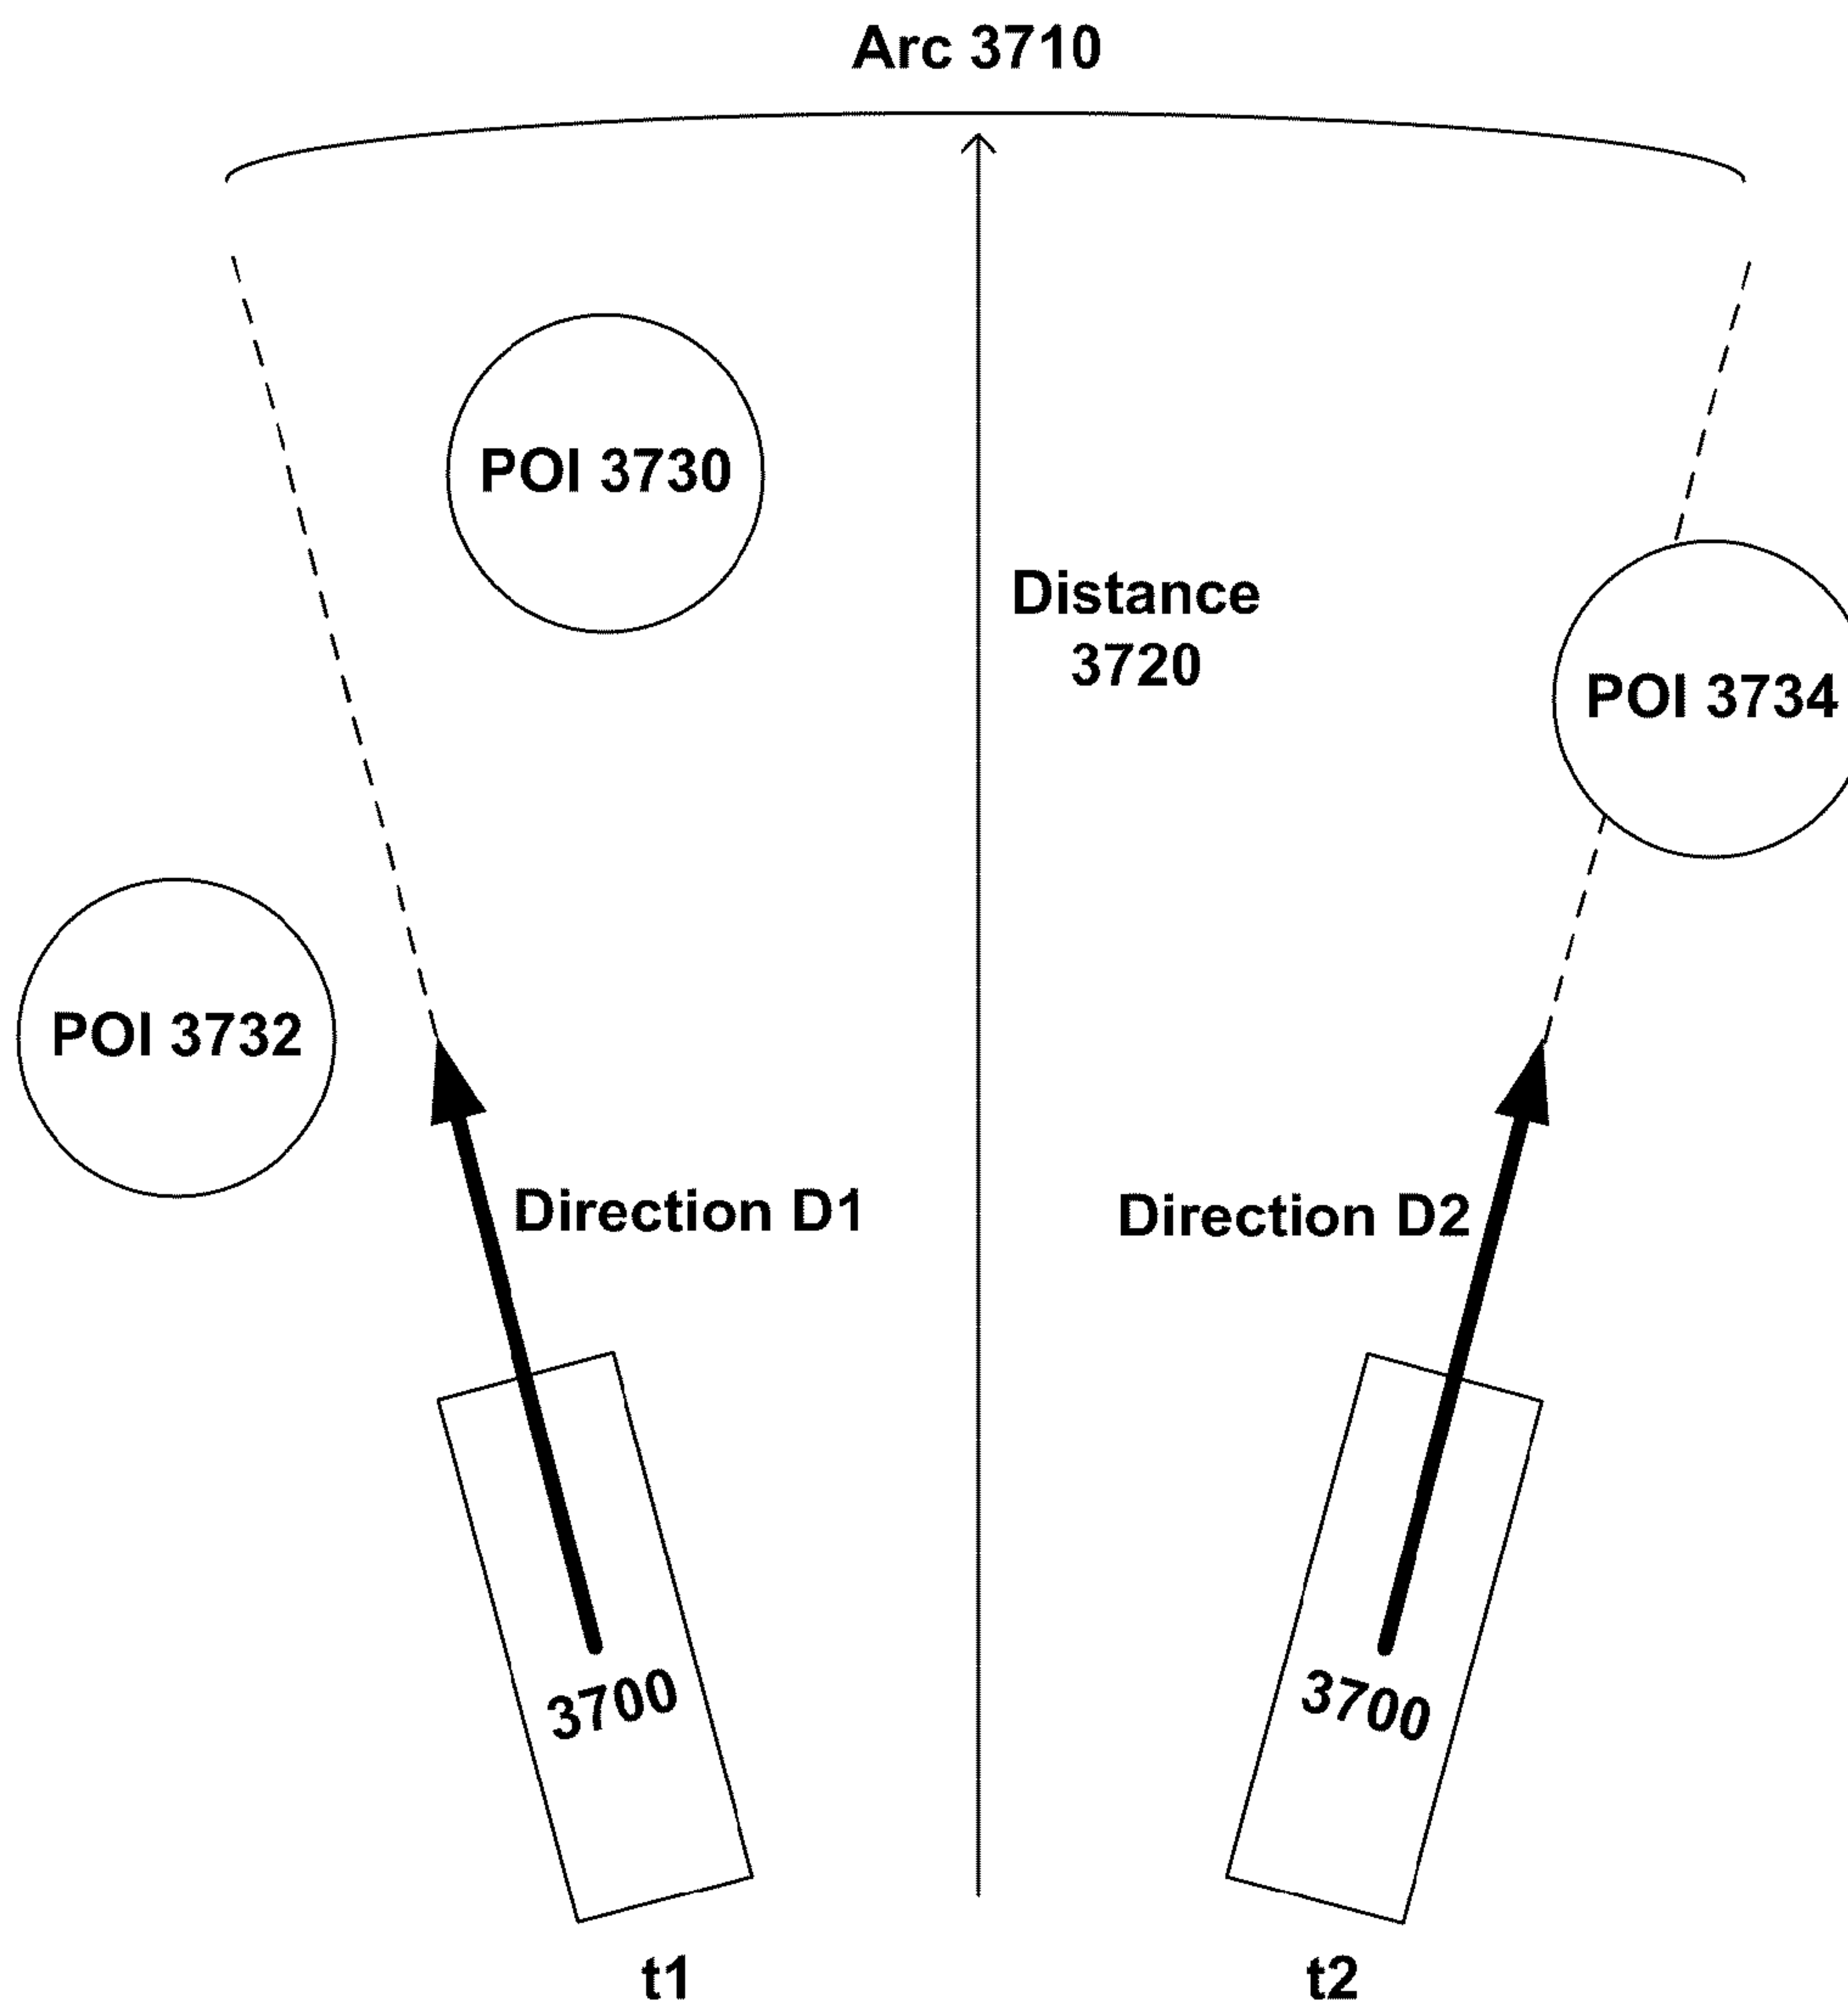 Arc 3710
POI 3730
Distance
3720
POI 3734
POI 3732
Direction D1
Direction D2
3700
3700
t1
t2